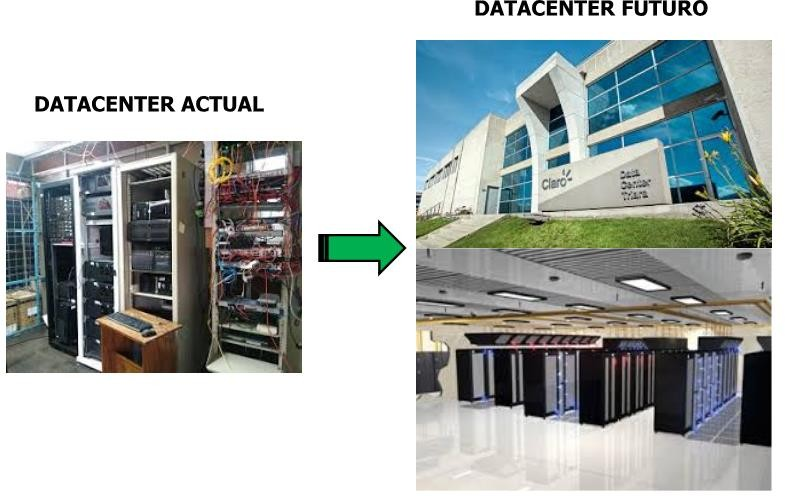 DATACENTER FUTURO
DATACENTER ACTUAL
Claro
Data
Center
Triara